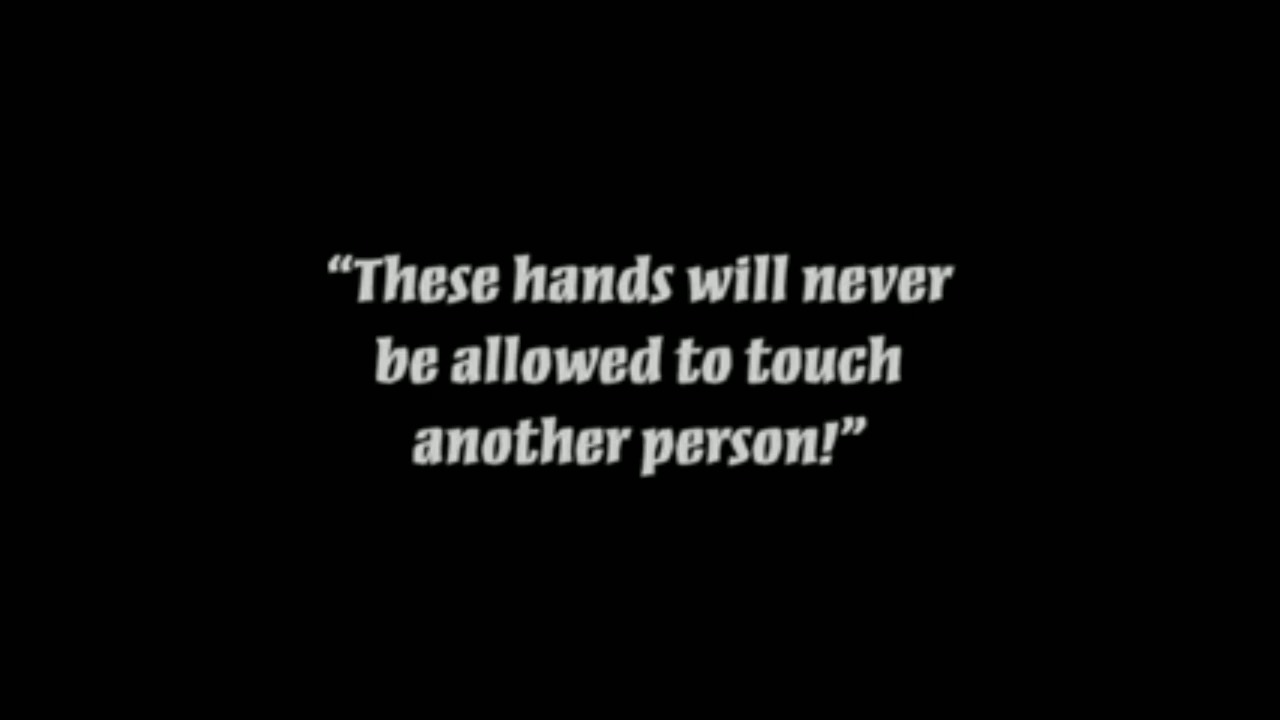 “These hands will never
be allowed to touch
another person!”